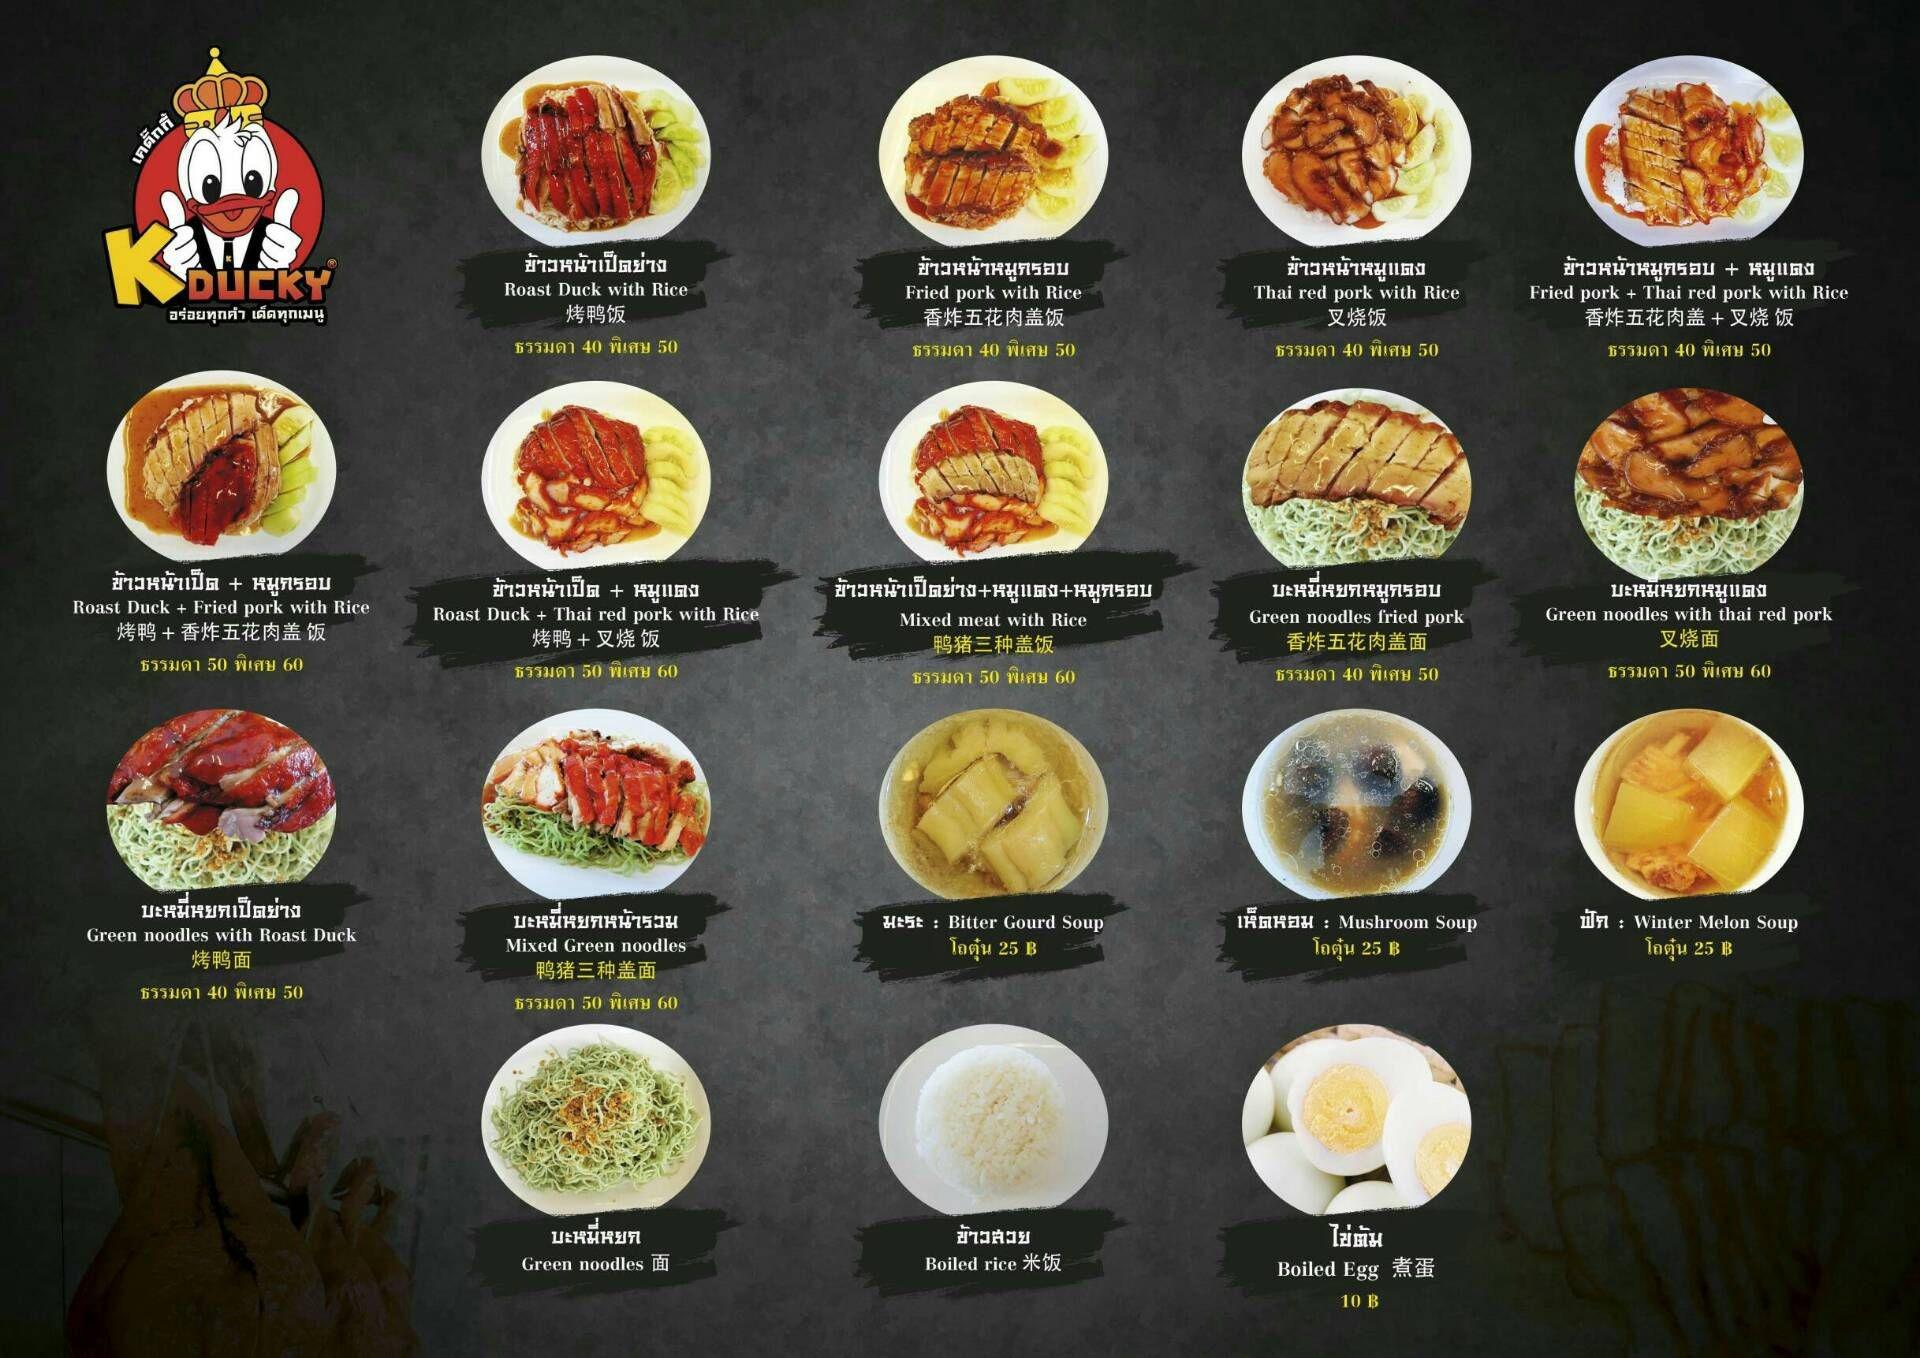 เคดั๊กกี้
K DUCKY®
อร่อยทุกคำ เด็ดทุกเมนู
ข้าวหน้าเป็ดย่าง
Roast Duck with Rice
烤鸭饭
ธรรมดา 40 พิเศษ 50
ข้าวหน้าหมูกรอบ
Fried pork with Rice
香炸五花肉盖饭
ธรรมดา 40 พิเศษ 50
ข้าวหน้าหมูแดง
Thai red pork with Rice
叉烧饭
ธรรมดา 40 พิเศษ 50
ข้าวหน้าหมูกรอบ + หมูแดง
Fried pork + Thai red pork with Rice
香炸五花肉盖 + 叉烧 饭
ธรรมดา 40 พิเศษ 50
ข้าวหน้าเป็ด + หมูกรอบ
Roast Duck + Fried pork with Rice
烤鸭 + 香炸五花肉盖 饭
ธรรมดา 50 พิเศษ 60
ข้าวหน้าเป็ด + หมูแดง
Roast Duck + Thai red pork with Rice
烤鸭 + 叉烧 饭
ธรรมดา 50 พิเศษ 60
ข้าวหน้าเป็ดย่าง+หมูแดง+หมูกรอบ
Mixed meat with Rice
鸭猪三种盖饭
ธรรมดา 50 พิเศษ 60
บะหมี่หยกหมูกรอบ
Green noodles fried pork
香炸五花肉盖面
ธรรมดา 40 พิเศษ 50
บะหมี่หยกหมูแดง
Green noodles with thai red pork
叉烧面
ธรรมดา 50 พิเศษ 60
บะหมี่หยกเป็ดย่าง
Green noodles with Roast Duck
烤鸭面
ธรรมดา 40 พิเศษ 50
บะหมี่หยกหน้ารวม
Mixed Green noodles
鸭猪三种盖面
ธรรมดา 50 พิเศษ 60
มะระ : Bitter Gourd Soup
โถตุ๋น 25 ฿
เห็ดหอม : Mushroom Soup
โถตุ๋น 25 ฿
ฟัก : Winter Melon Soup
โถตุ๋น 25 ฿
บะหมี่หยก
Green noodles 面
ข้าวสวย
Boiled rice 米饭
ไข่ต้ม
Boiled Egg 煮蛋
10 ฿